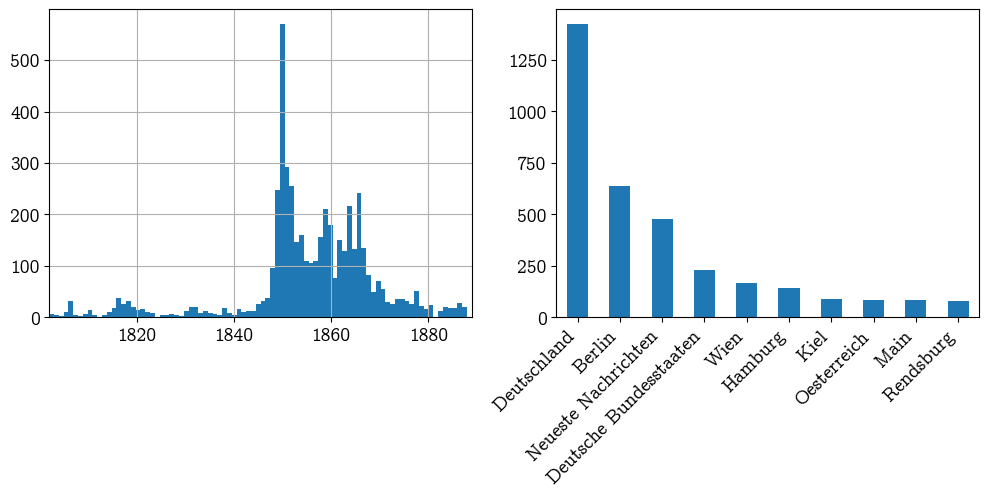 500
400
300
200
100
0
1820 1840 1860 1880
1250
1000
750
500
250
0
Deutschland
Berlin
Neueste Nachrichten
Deutsche Bundesstaaten
Wien
Hamburg
Kiel
Oesterreich
Main
Rendsburg